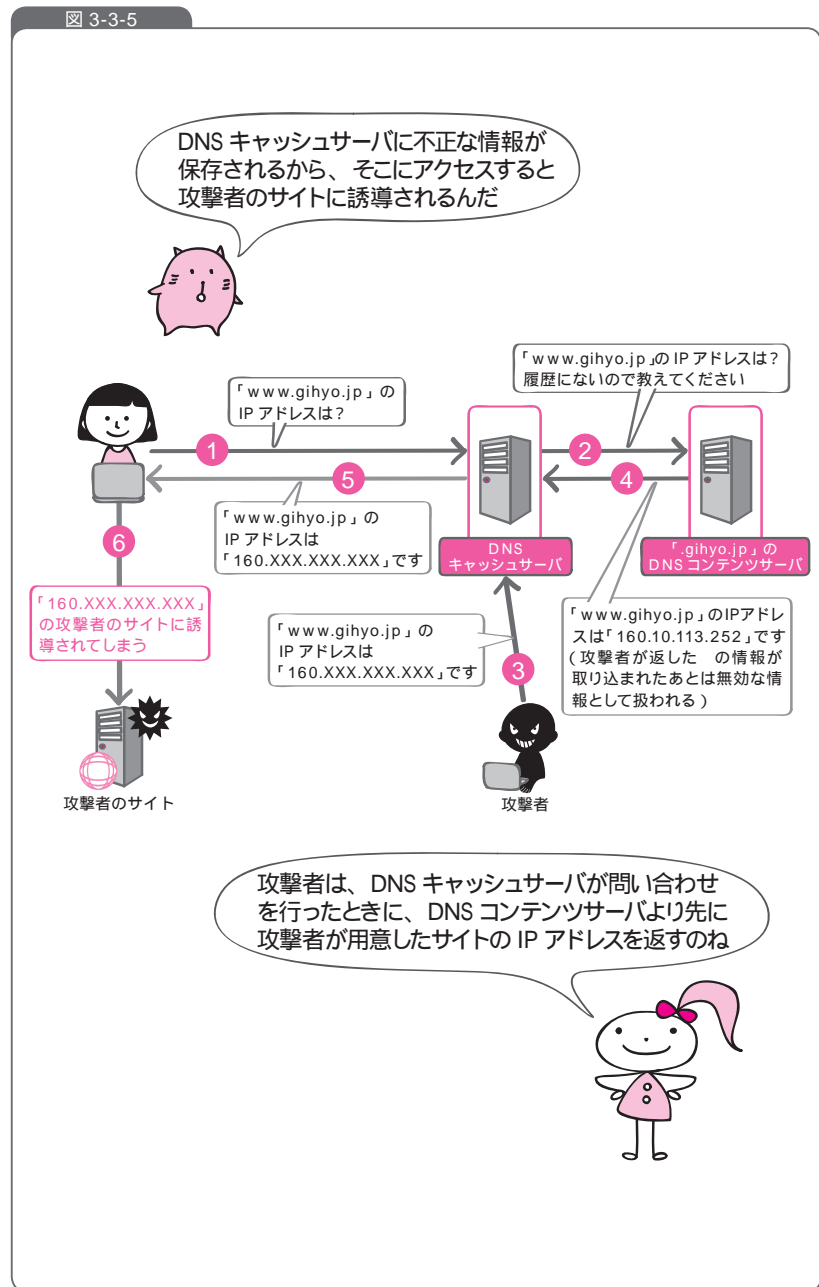 図 3-3-5
DNS キャッシュサーバに不正な情報が
保存されるから、そこにアクセスすると
攻撃者のサイトに誘導されるんだ
「www.gihyo.jp」の
IP アドレスは？
「www.gihyo.jp」の IP アドレスは？
履歴にないので教えてください
1
2
5
4
「www.gihyo.jp」の
IP アドレスは
「160.XXX.XXX.XXX」です
DNS
キャッシュサーバ
「.gihyo.jp」の
DNS コンテンツサーバ
6
「160.XXX.XXX.XXX」
の攻撃者のサイトに誘
導されてしまう
「www.gihyo.jp」の
IP アドレスは
「160.XXX.XXX.XXX」です
3
「www.gihyo.jp」のIPアドレ
スは「160.10.113.252」です
（攻撃者が返した　の情報が
取り込まれたあとは無効な情
報として扱われる）
攻撃者のサイト
攻撃者
攻撃者は、DNS キャッシュサーバが問い合わせ
を行ったときに、DNS コンテンツサーバより先に
攻撃者が用意したサイトの IP アドレスを返すのね